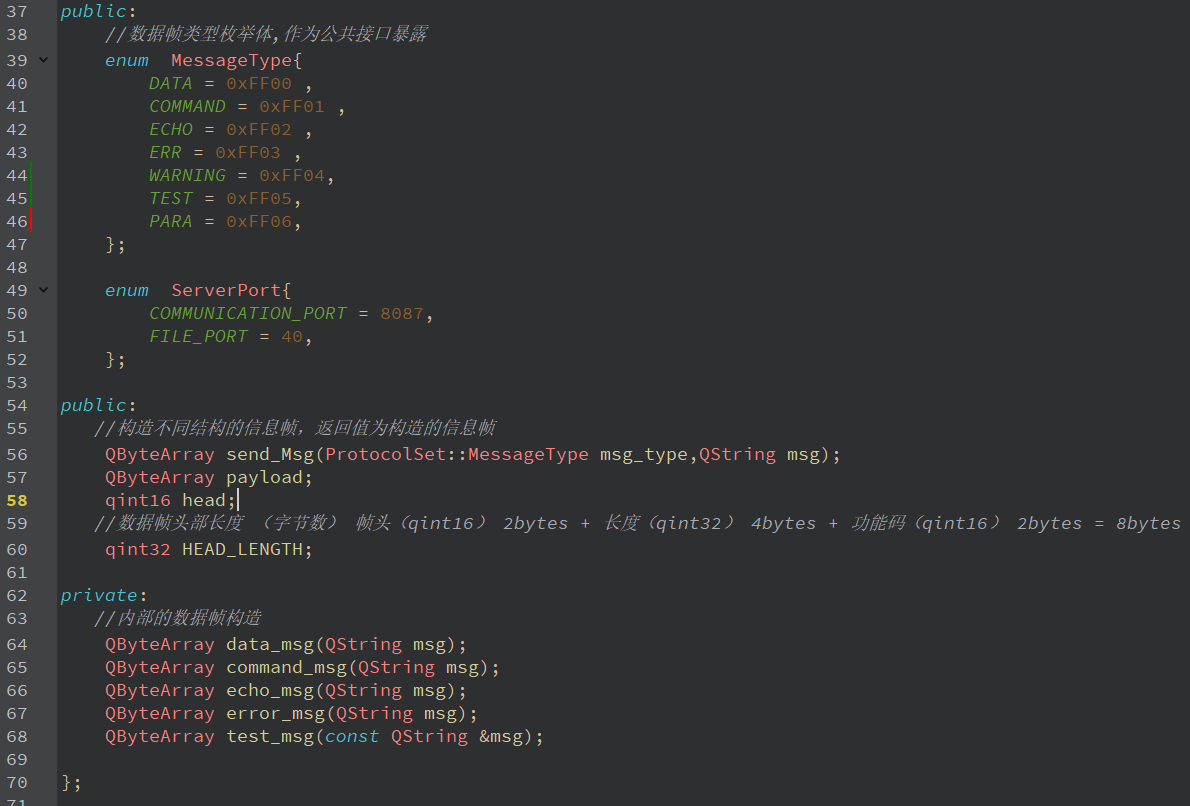 37 public:
38     //数据帧类型枚举体,作为公共接口暴露
39     enum  MessageType{
40         DATA = 0xFF00 ,
41         COMMAND = 0xFF01 ,
42         ECHO = 0xFF02 ,
43         ERR = 0xFF03 ,
44         WARNING = 0xFF04,
45         TEST = 0xFF05,
46         PARA = 0xFF06,
47     };
48
49     enum  ServerPort{
50         COMMUNICATION_PORT = 8087,
51         FILE_PORT = 40,
52     };
53
54 public:
55    //构造不同结构的信息帧，返回值为构造的信息帧
56     QByteArray send_Msg(ProtocolSet::MessageType msg_type,QString msg);
57     QByteArray payload;
58     qint16 head;
59    //数据帧头部长度 （字节数） 帧头（qint16） 2bytes + 长度（qint32） 4bytes + 功能码（qint16） 2bytes = 8bytes
60     qint32 HEAD_LENGTH;
61
62 private:
63    //内部的数据帧构造
64     QByteArray data_msg(QString msg);
65     QByteArray command_msg(QString msg);
66     QByteArray echo_msg(QString msg);
67     QByteArray error_msg(QString msg);
68     QByteArray test_msg(const QString &msg);
69
70 };
71